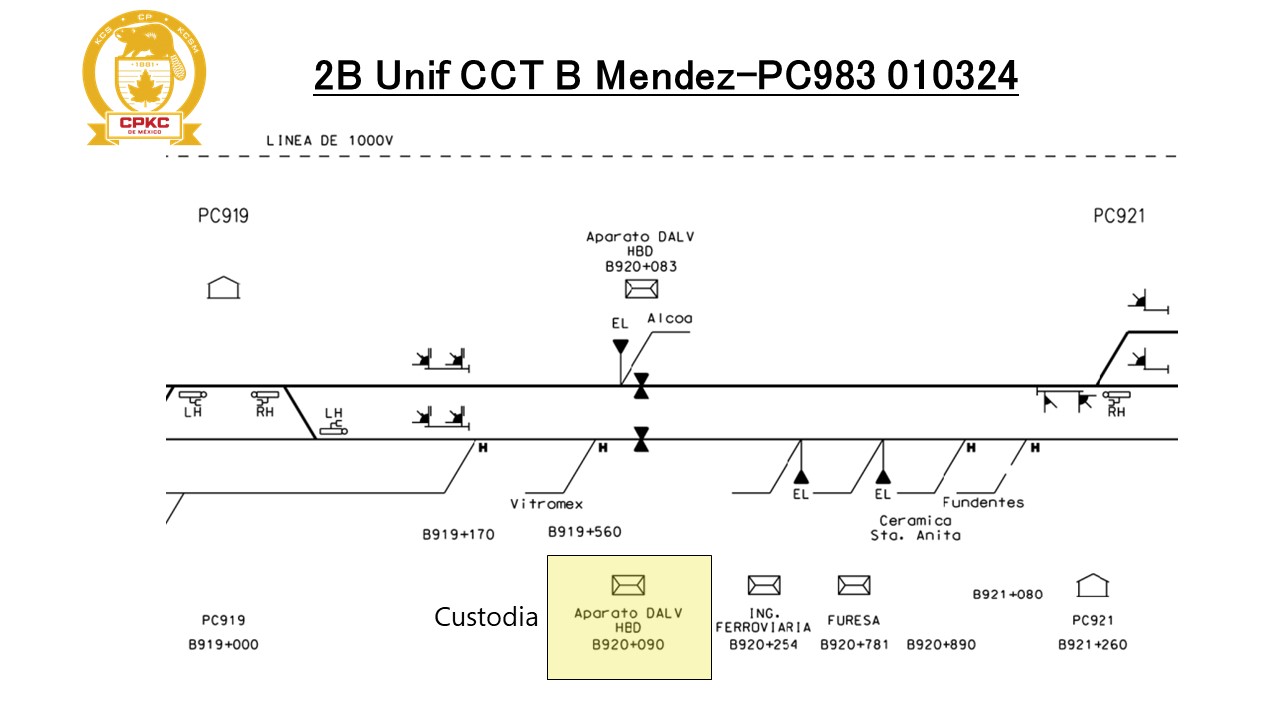 KCS • CP • KCSM
1881
CPKC
DE MÉXICO
2B Unif CCT B Mendez-PC983 010324
LINEA DE 1000V
PC919
PC921
Aparato DALV
HBD
B920+083
EL
Alcoa
LH
RH
LH
RH
H
H
H
H
EL
EL
Vitromex
Fundentes
B919+170
B919+560
Ceramica
Sta. Anita
Custodia
Aparato DALV
HBD
B920+090
ING.
FERROVIARIA
B920+254
FURESA
B920+781
B920+890
B921+080
PC921
B921+260
PC919
B919+000